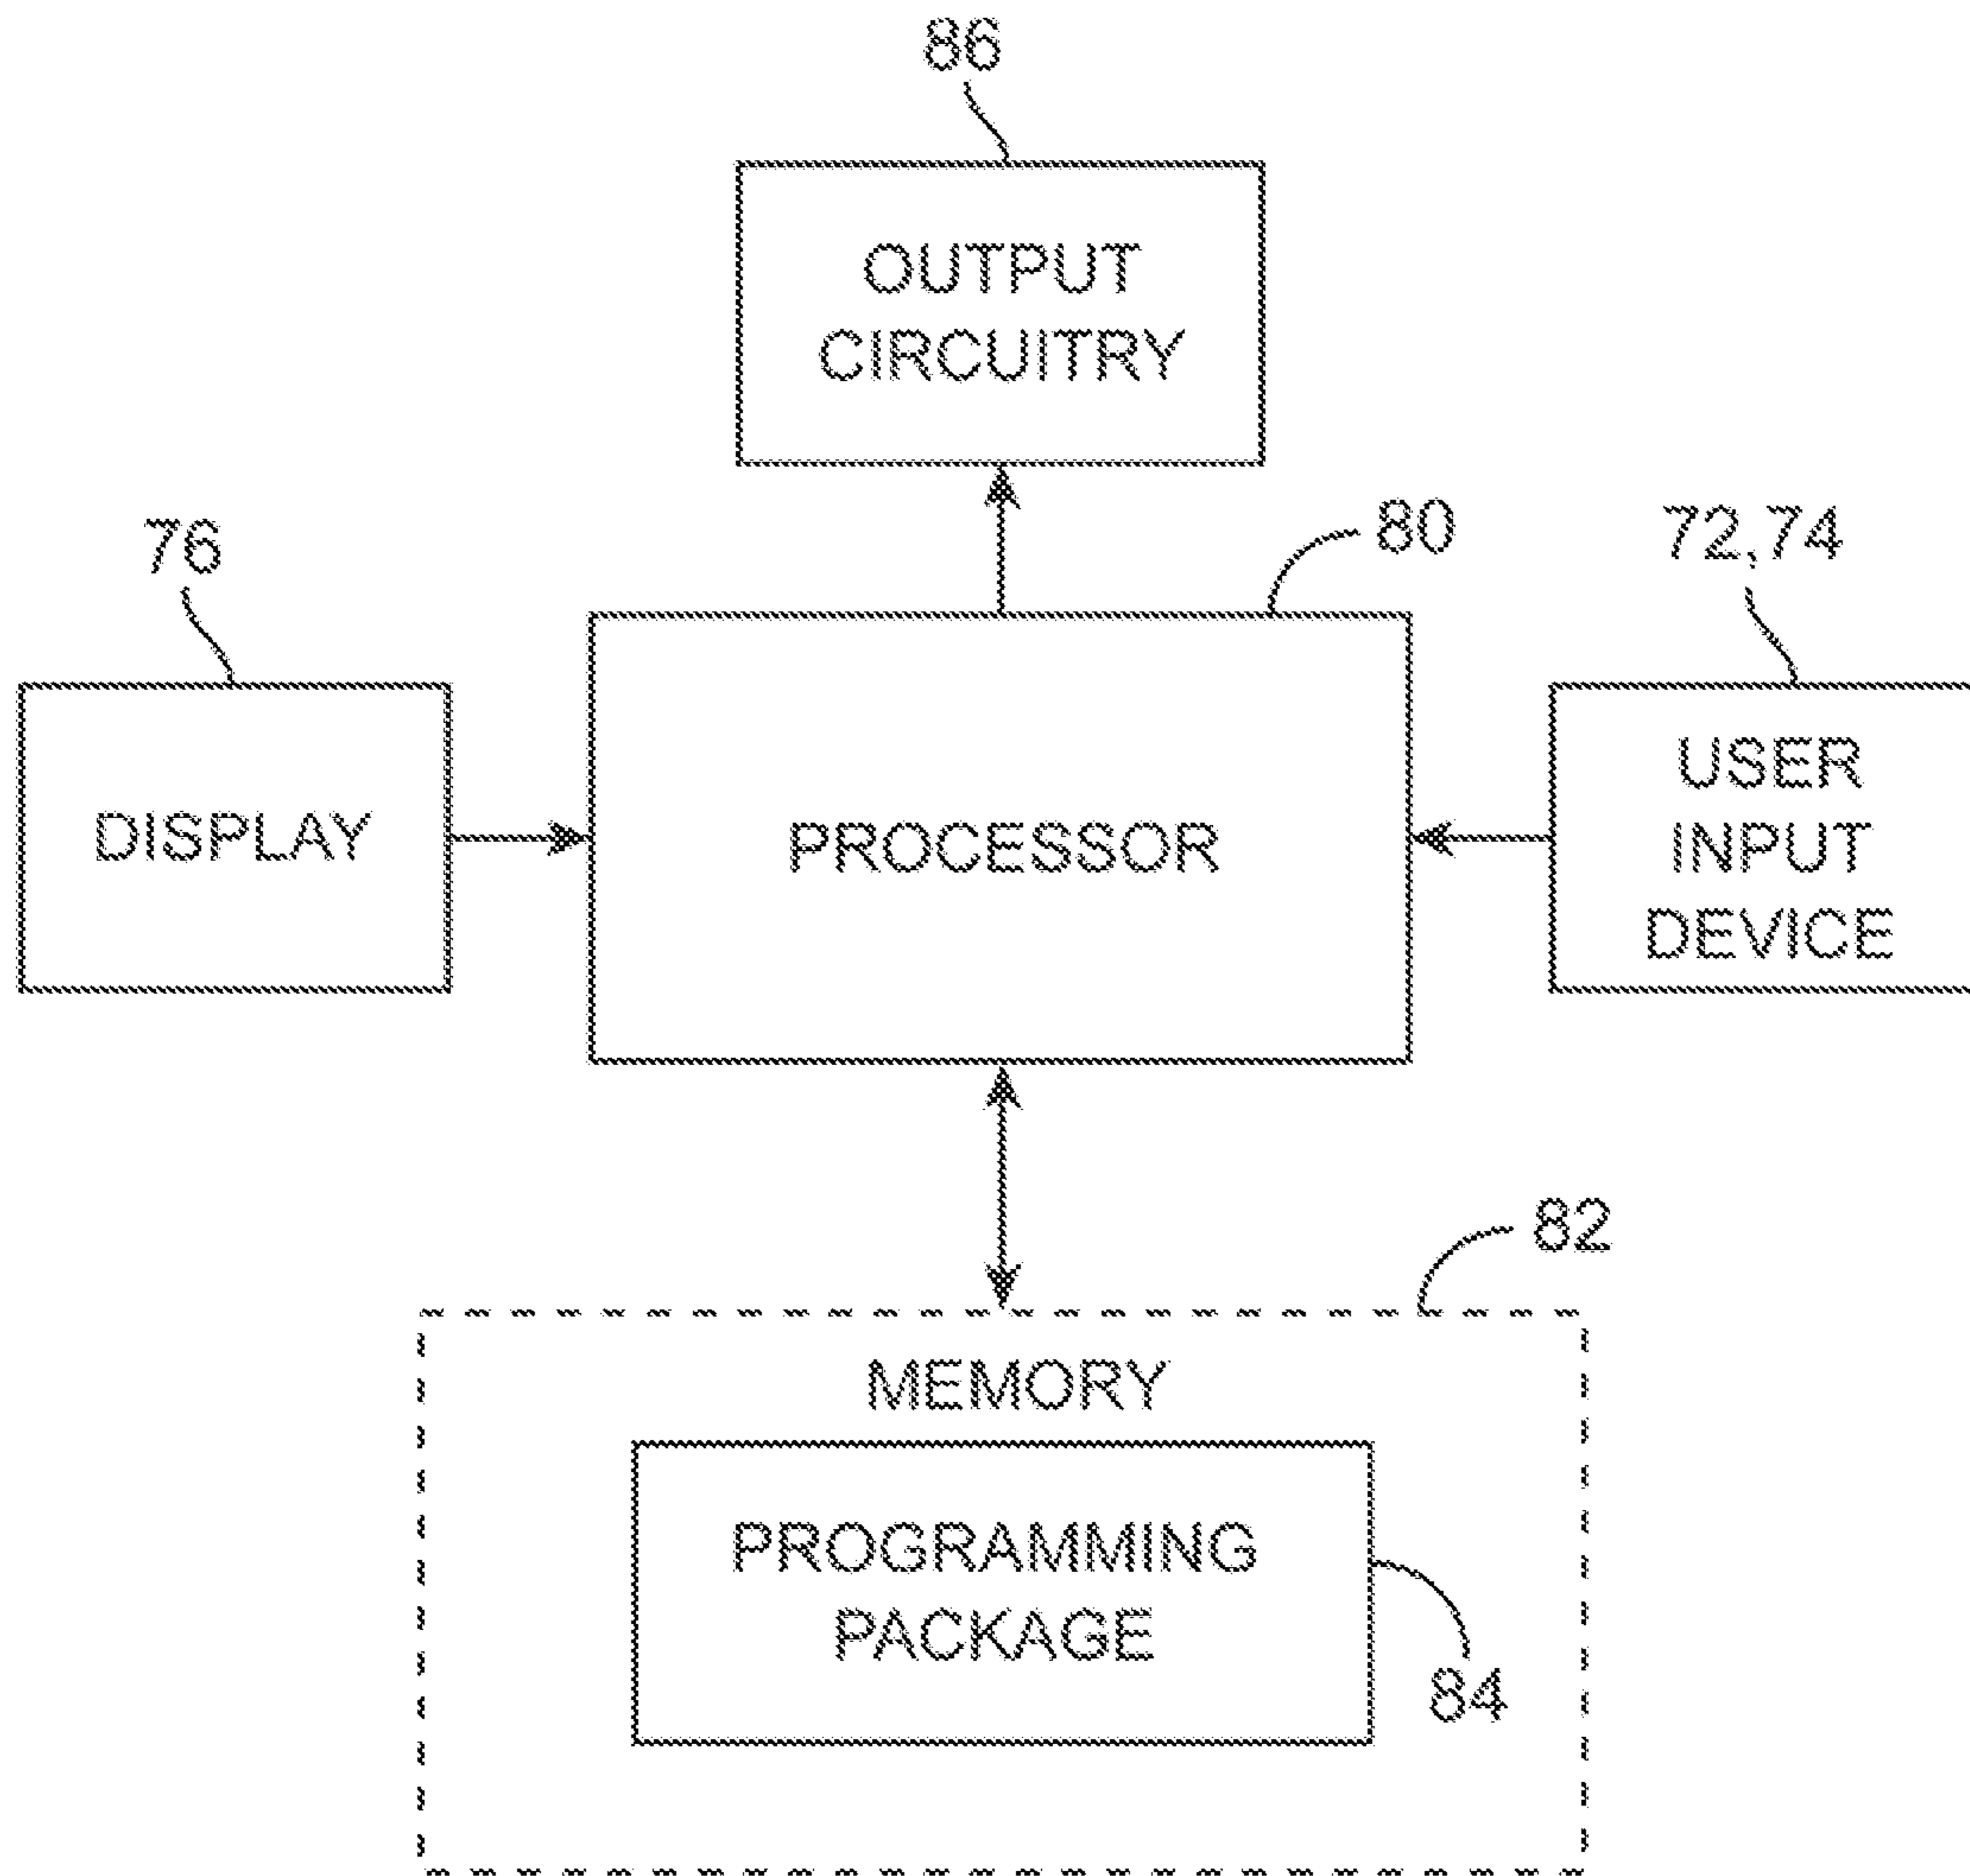 86
OUTPUT
CIRCUITRY
76
80
72,74
DISPLAY
PROCESSOR
USER
INPUT
DEVICE
82
MEMORY
PROGRAMMING
PACKAGE
84